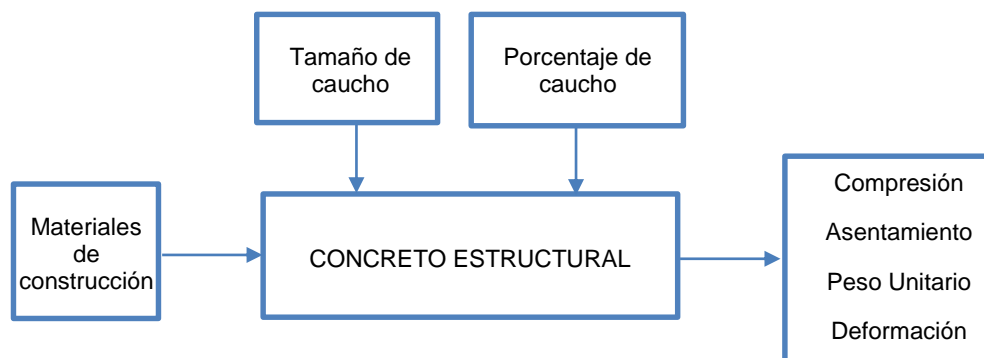 Tamaño de
caucho
Porcentaje de
caucho
Materiales
de
construcción
CONCRETO ESTRUCTURAL
Compresión
Asentamiento
Peso Unitario
Deformación